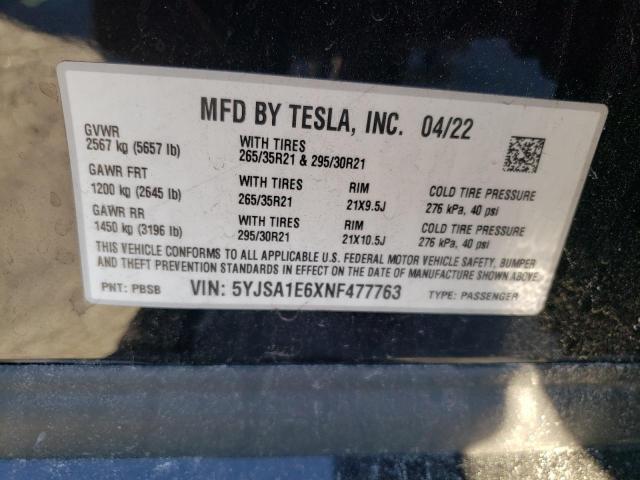 MFD BY TESLA, INC. 04/22
GVWR
2567 kg (5657 lb)
WITH TIRES
265/35R21 & 295/30R21
GAWR FRT
1200 kg (2645 lb)
WITH TIRES
265/35R21
RIM
21X9.5J
COLD TIRE PRESSURE
276 kPa, 40 psi
GAWR RR
1450 kg (3196 lb)
WITH TIRES
295/30R21
RIM
21X10.5J
COLD TIRE PRESSURE
276 kPa, 40 psi
THIS VEHICLE CONFORMS TO ALL APPLICABLE U.S. FEDERAL MOTOR VEHICLE SAFETY, BUMPER
AND THEFT PREVENTION STANDARDS IN EFFECT ON THE DATE OF MANUFACTURE SHOWN ABOVE.
PNT: PBSB VIN: 5YJSA1E6XNF477763 TYPE: PASSENGER